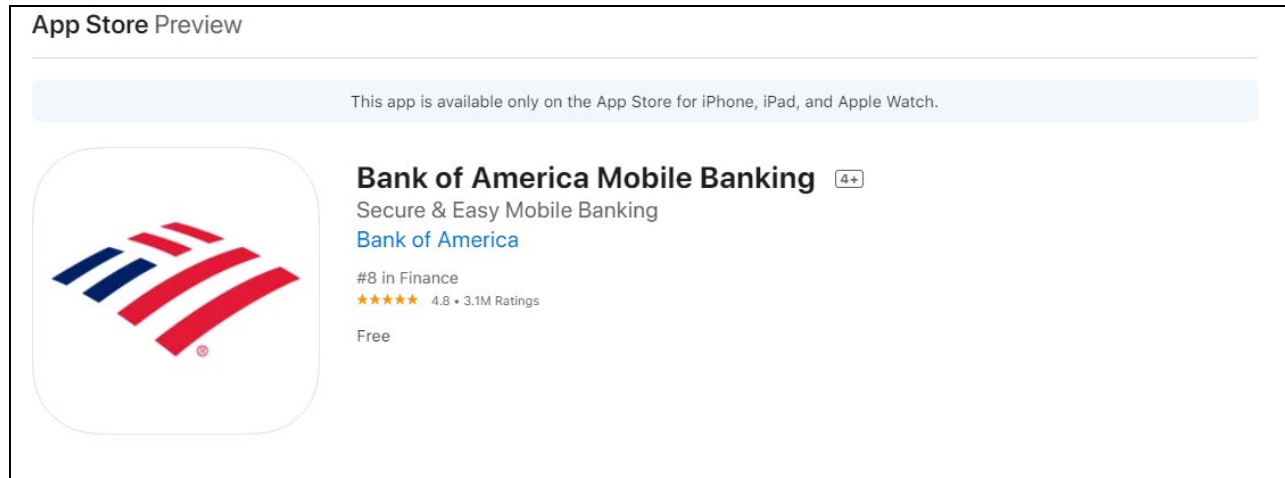 App Store Preview
This app is available only on the App Store for iPhone, iPad, and Apple Watch.
Bank of America Mobile Banking 4+
Secure & Easy Mobile Banking
Bank of America
#8 in Finance
★★★★★ 4.8 • 3.1M Ratings
Free
®